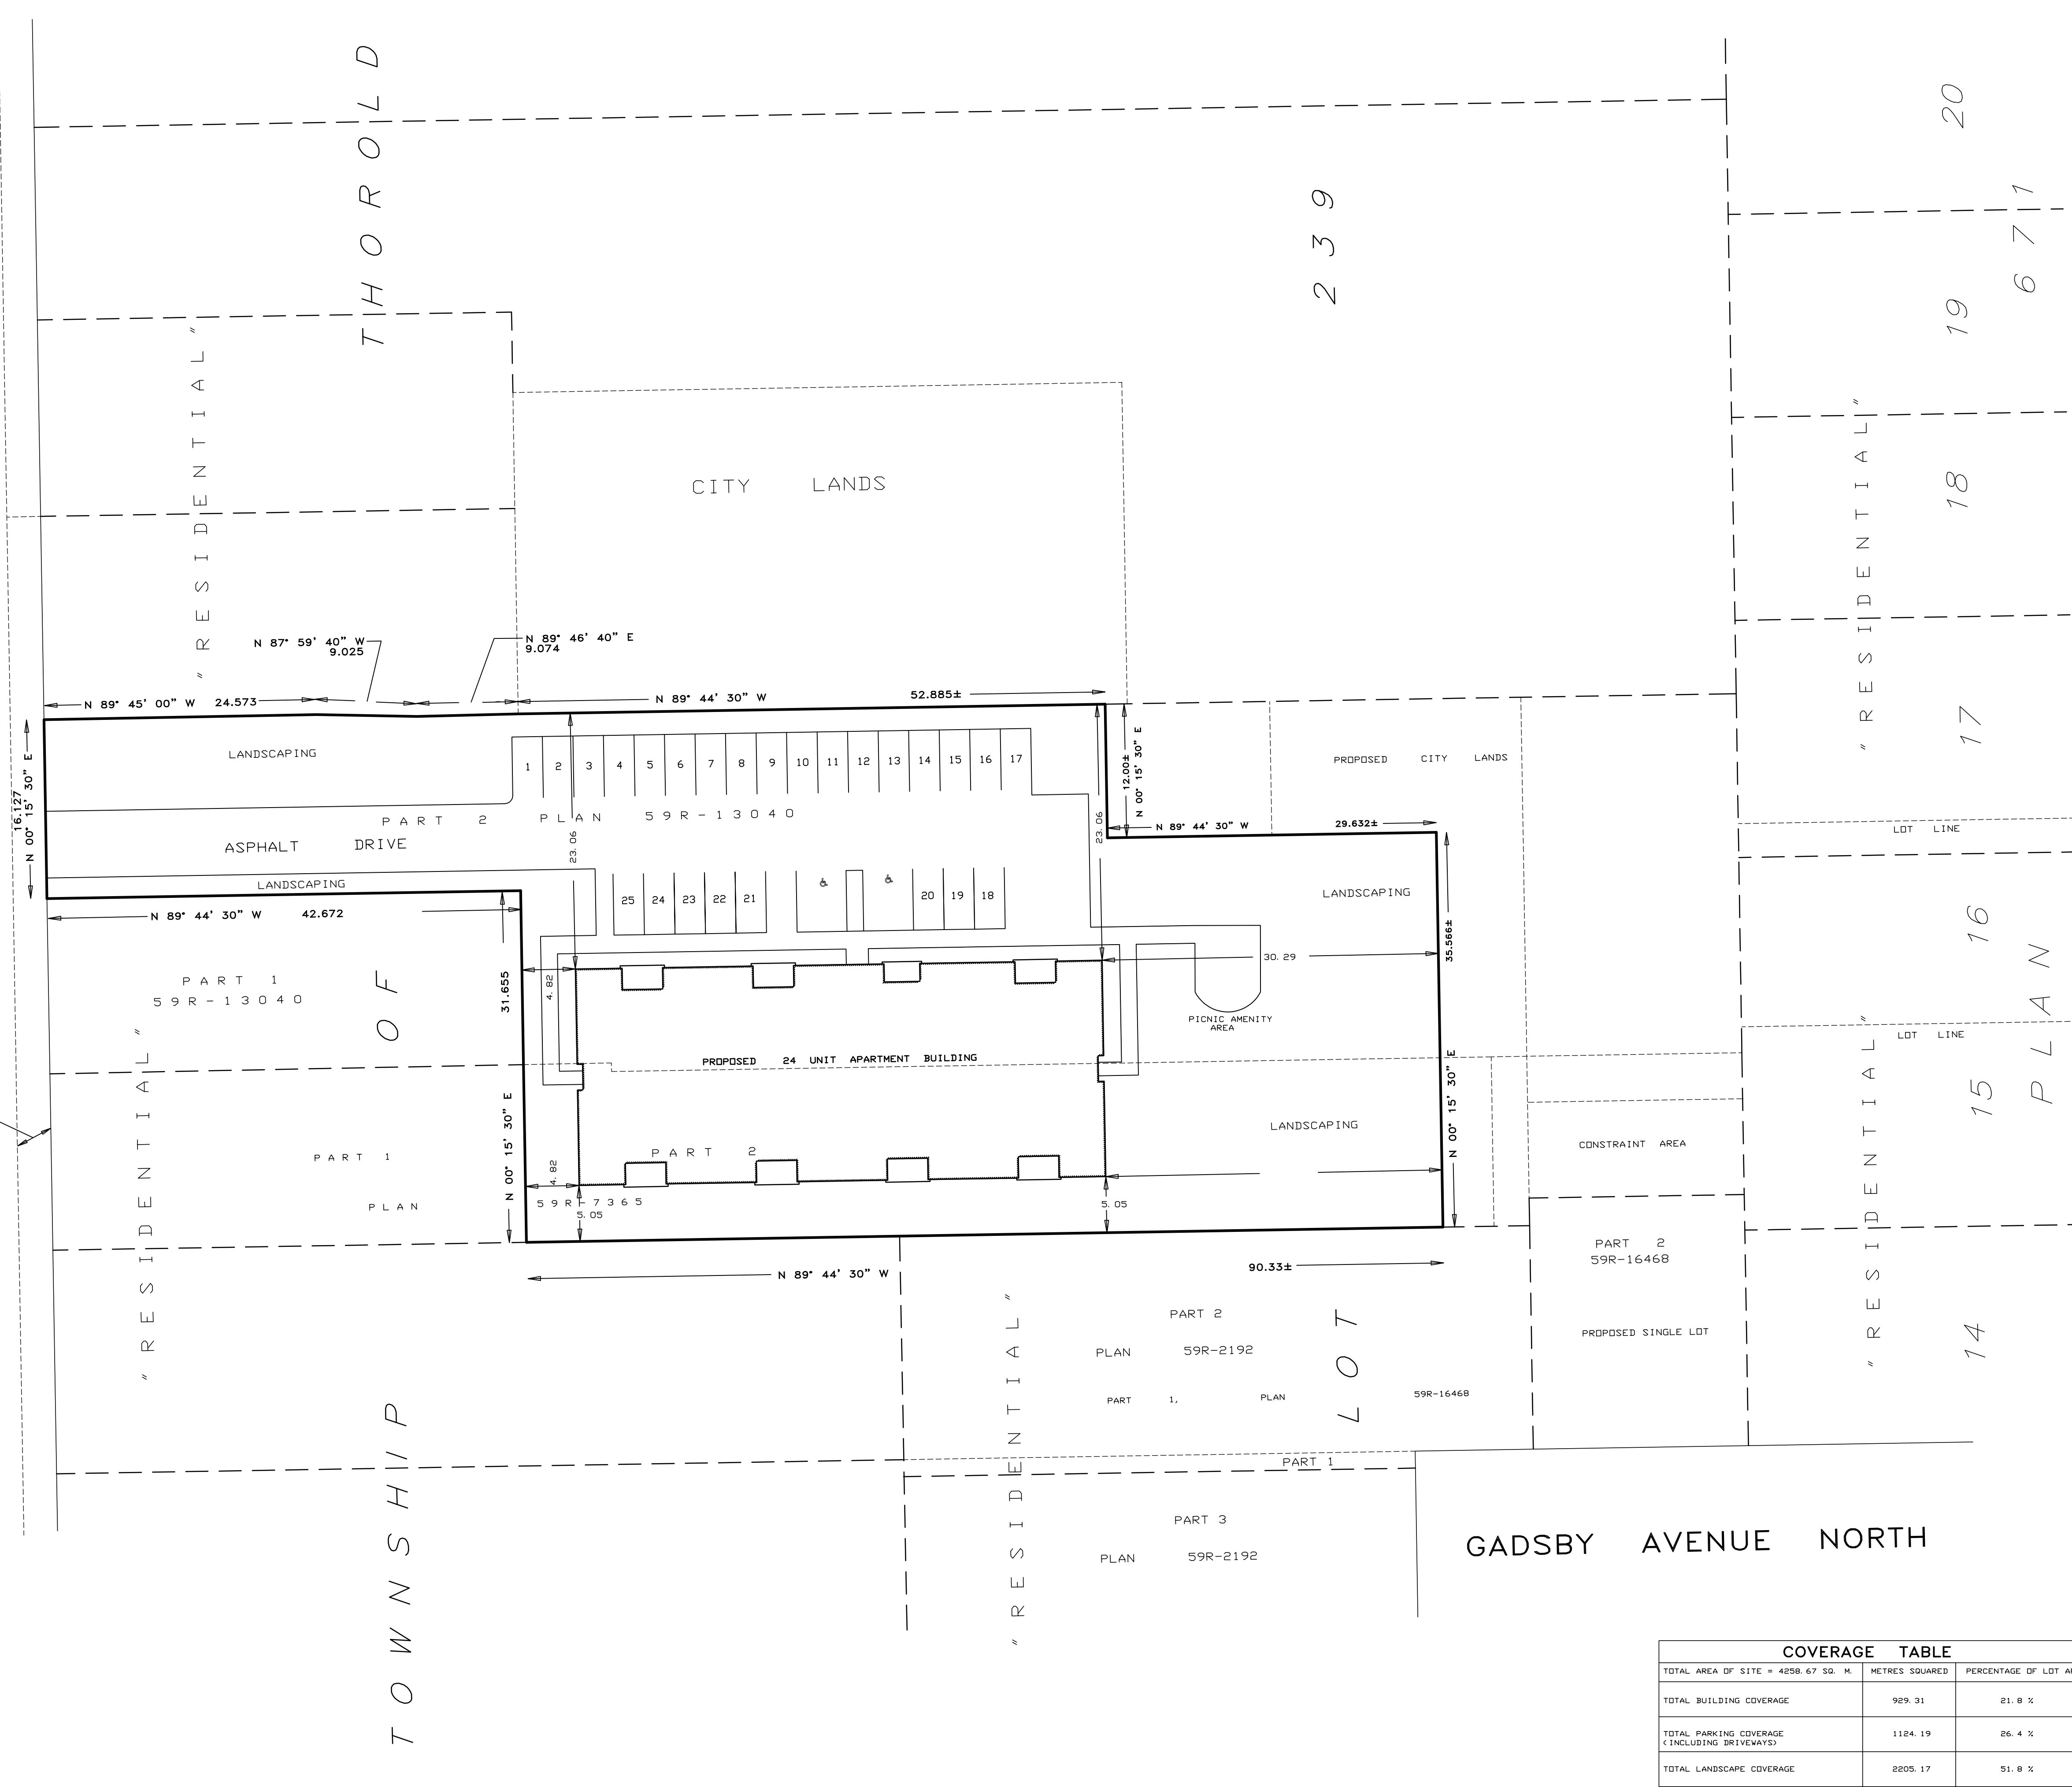 THOROLD
239
20
671
19
"RESIDENTIAL"
CITY LANDS
"RESIDENTIAL"
18
17
N 87° 59' 40" W
9.025
N 89° 46' 40" E
9.074
N 89° 45' 00" W 24.573
N 89° 44' 30" W 52.885±
LANDSCAPING
1 2 3 4 5 6 7 8 9 10 11 12 13 14 15 16 17
16.127
N 00° 15' 30" E
12.00±
N 00° 15' 30" E
PROPOSED CITY LANDS
PART 2 PLAN 59R-13040
ASPHALT DRIVE
23.06
23.06
N 89° 44' 30" W 29.632±
LOT LINE
LANDSCAPING
25 24 23 22 21
20 19 18
LANDSCAPING
N 89° 44' 30" W 42.672
16
PLAN
PART 1
59R-13040
OF
31.655
N 00° 15' 30" E
4.82
30.29
35.566±
N 00° 15' 30" E
PICNIC AMENITY
AREA
LOT LINE
PROPOSED 24 UNIT APARTMENT BUILDING
15
"RESIDENTIAL"
LANDSCAPING
CONSTRAINT AREA
"RESIDENTIAL"
PART 1
PLAN
PART 2
59R-7365
4.82
5.05
5.05
PART 2
59R-16468
N 89° 44' 30" W 90.33±
PROPOSED SINGLE LOT
14
"RESIDENTIAL"
PART 2
PLAN 59R-2192
LOT
PART 1, PLAN 59R-16468
TOWNSHIP
PART 1
PART 3
PLAN 59R-2192
GADSBY AVENUE NORTH
COVERAGE TABLE
TOTAL AREA OF SITE = 4258.67 SQ. M. METRES SQUARED PERCENTAGE OF LOT
TOTAL BUILDING COVERAGE 929.31 21.8 %
TOTAL PARKING COVERAGE 1124.19 26.4 %
(INCLUDING DRIVEWAYS)
TOTAL LANDSCAPE COVERAGE 2205.17 51.8 %